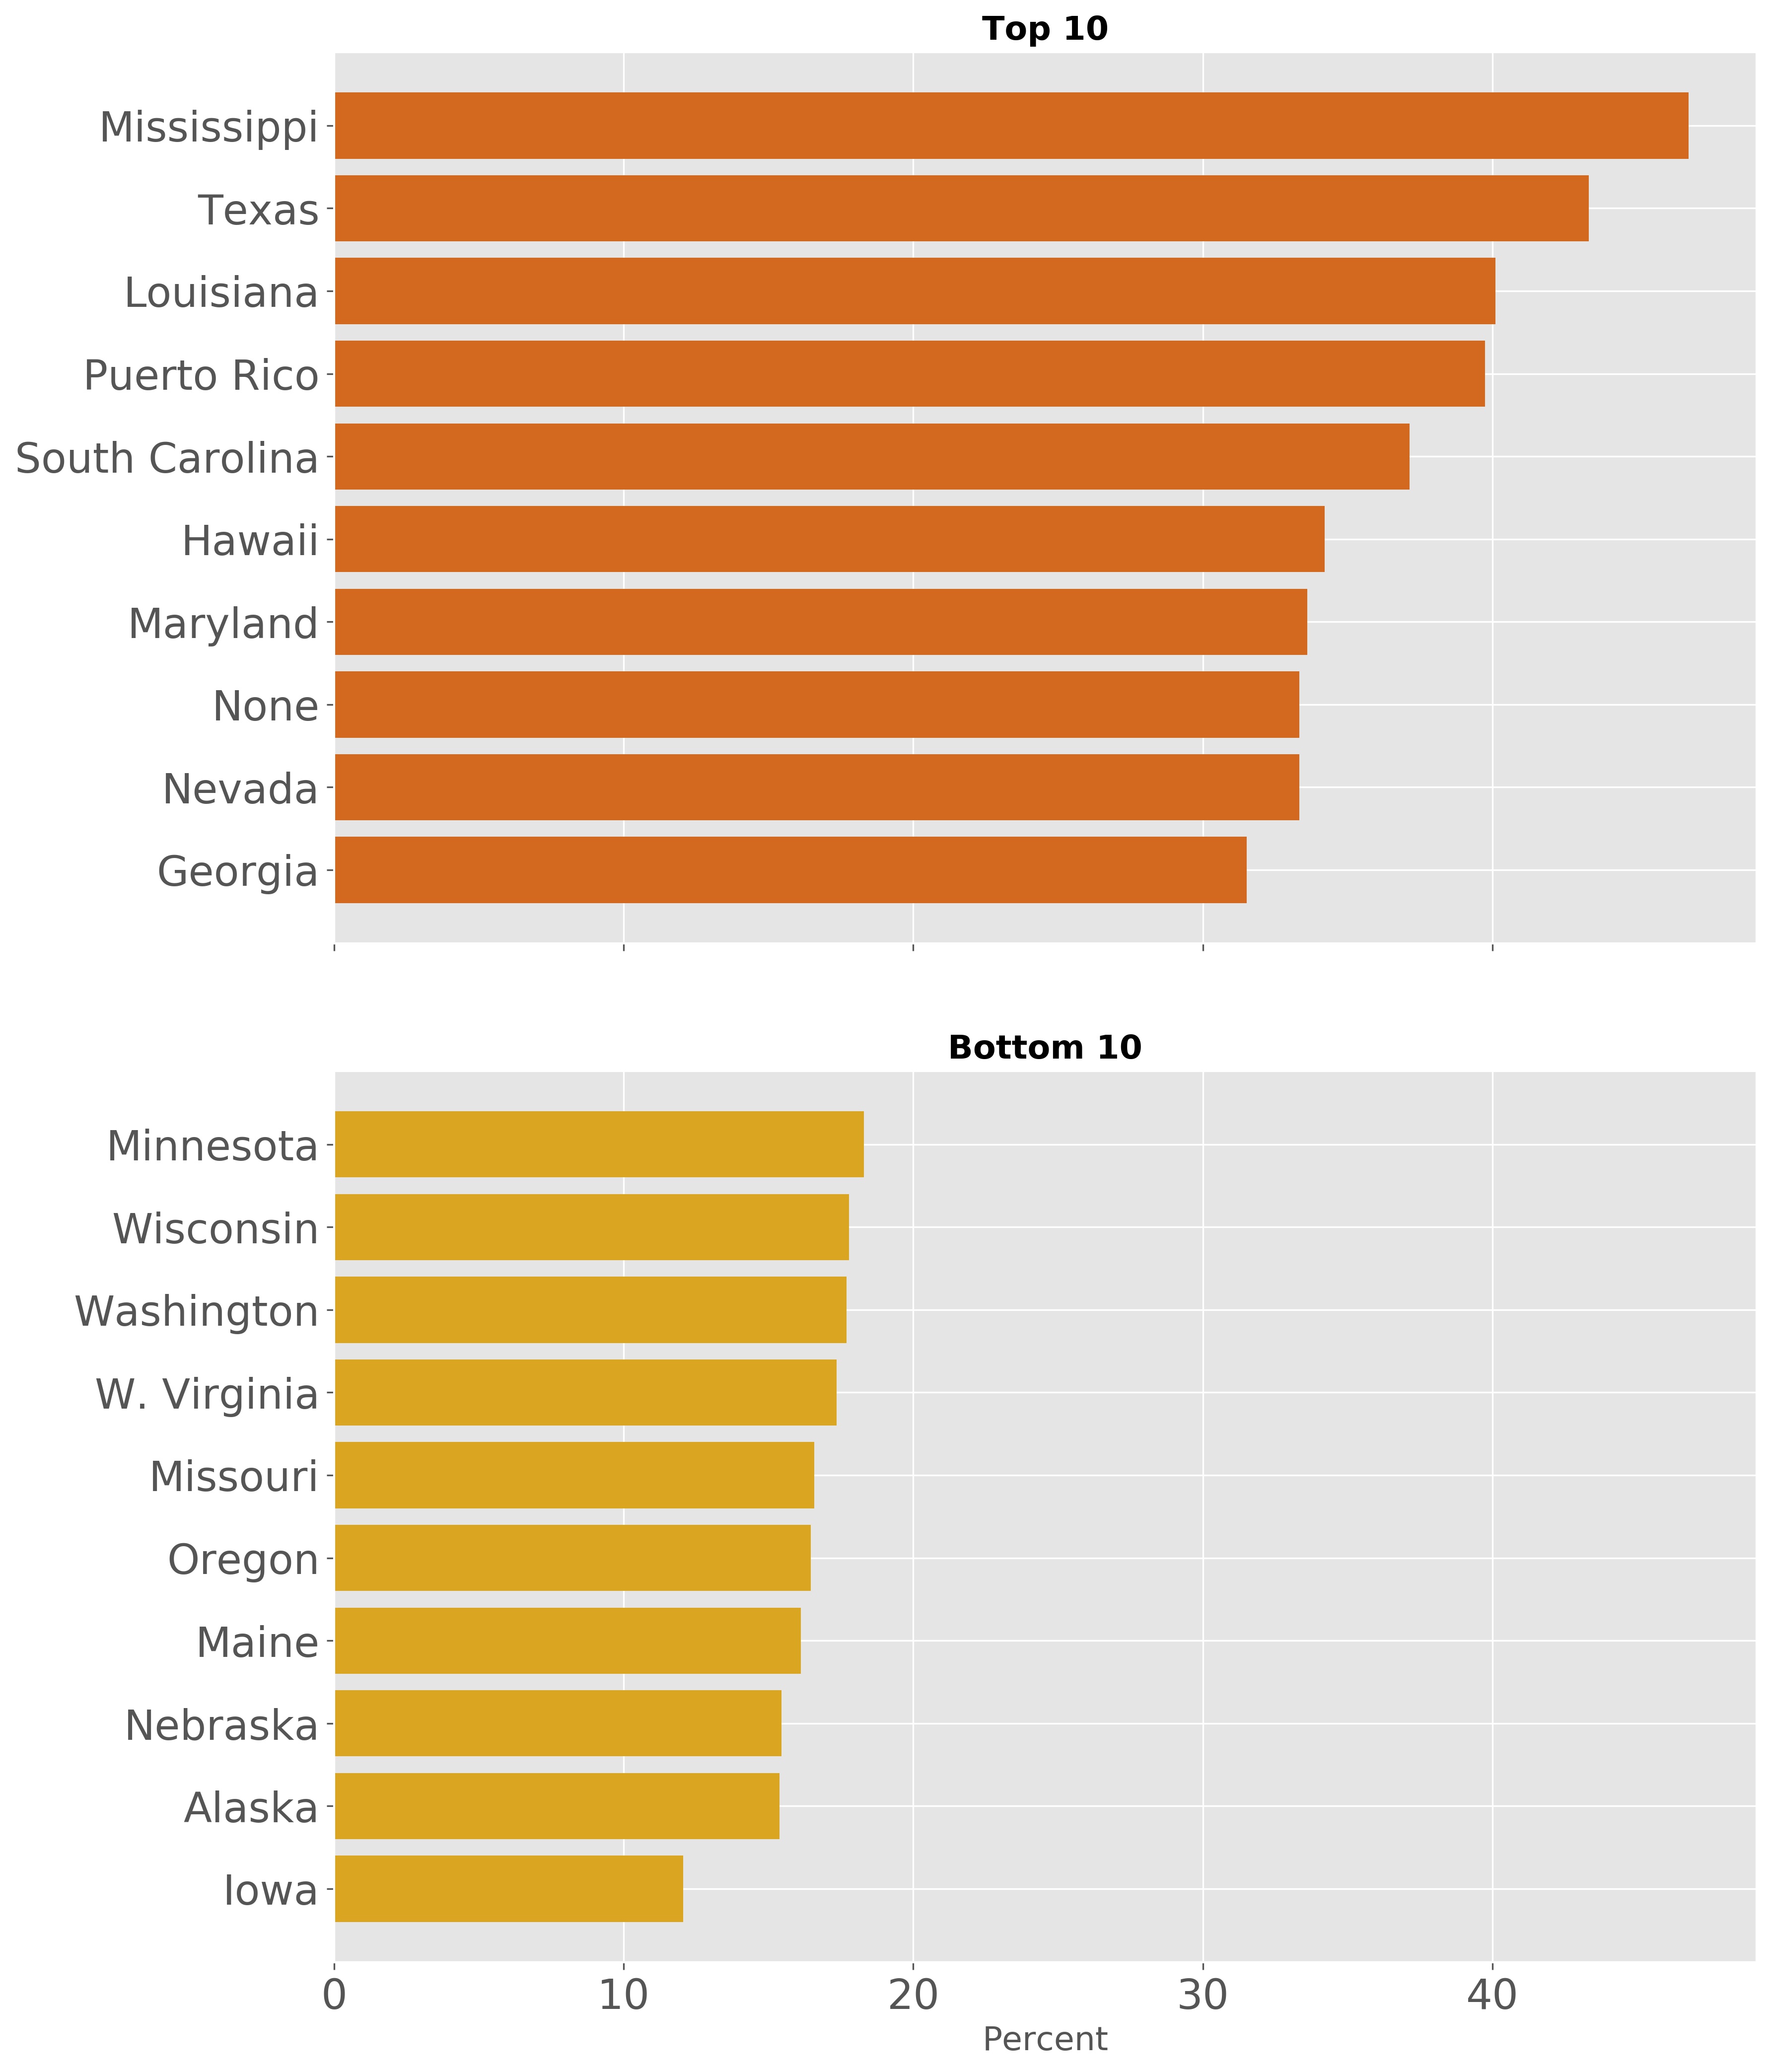 Top 10
Mississippi
Texas
Louisiana
Puerto Rico
South Carolina
Hawaii
Maryland
None
Nevada
Georgia
Bottom 10
Minnesota
Wisconsin
Washington
W. Virginia
Missouri
Oregon
Maine
Nebraska
Alaska
Iowa
0 10 20 30 40
Percent